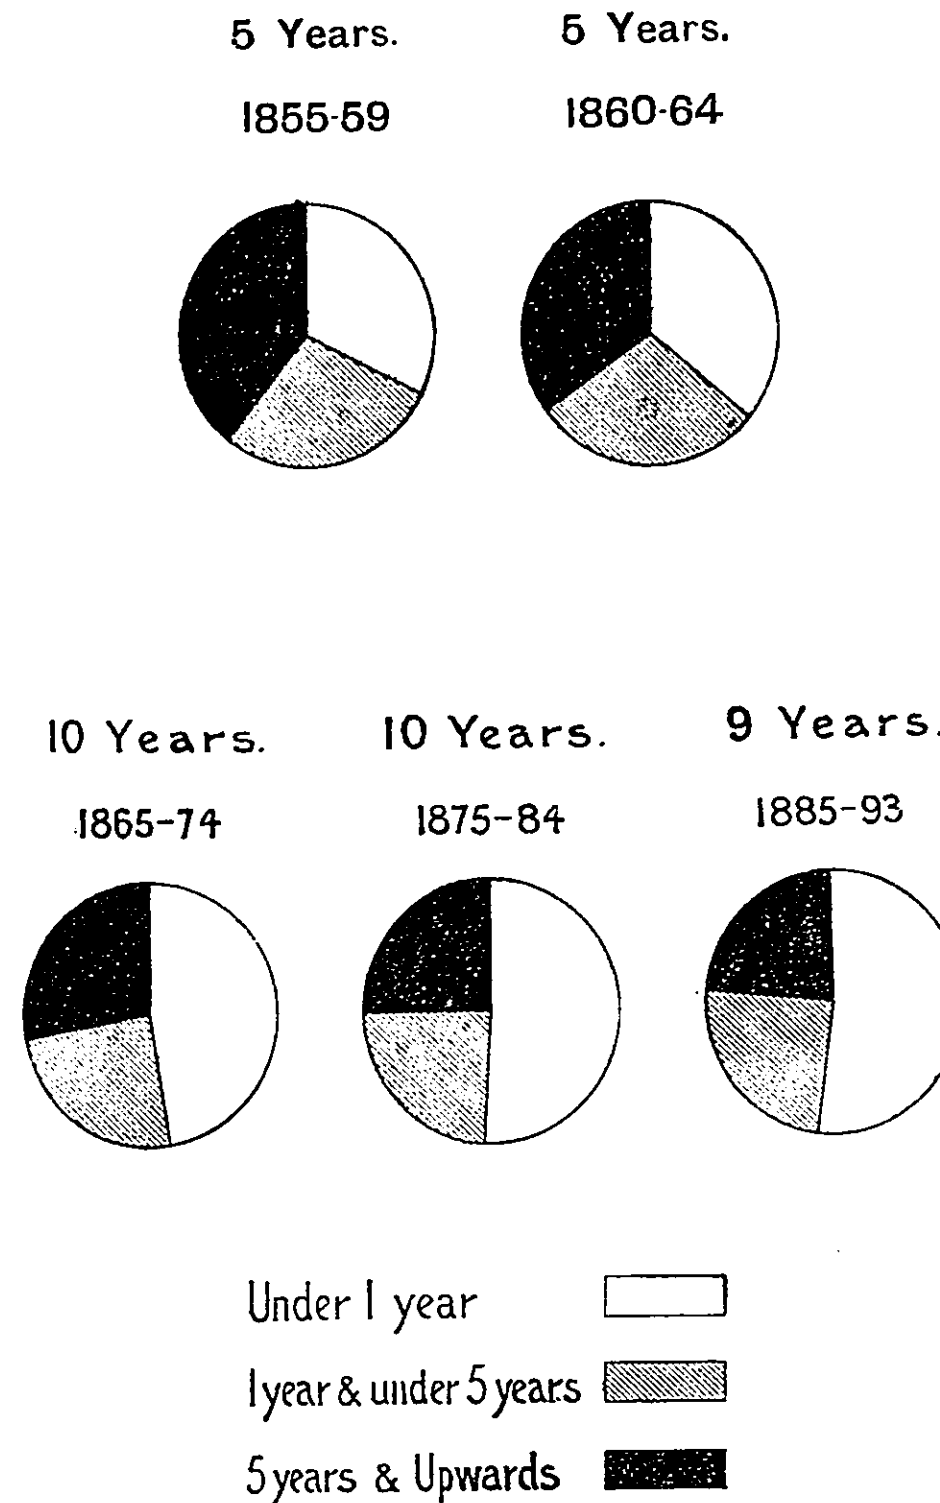 5 Years. 5 Years.
1855-59 1860-64
10 Years. 10 Years. 9 Years.
1865-74 1875-84 1885-93
Under 1 year
1 year & under 5 years
5 years & Upwards